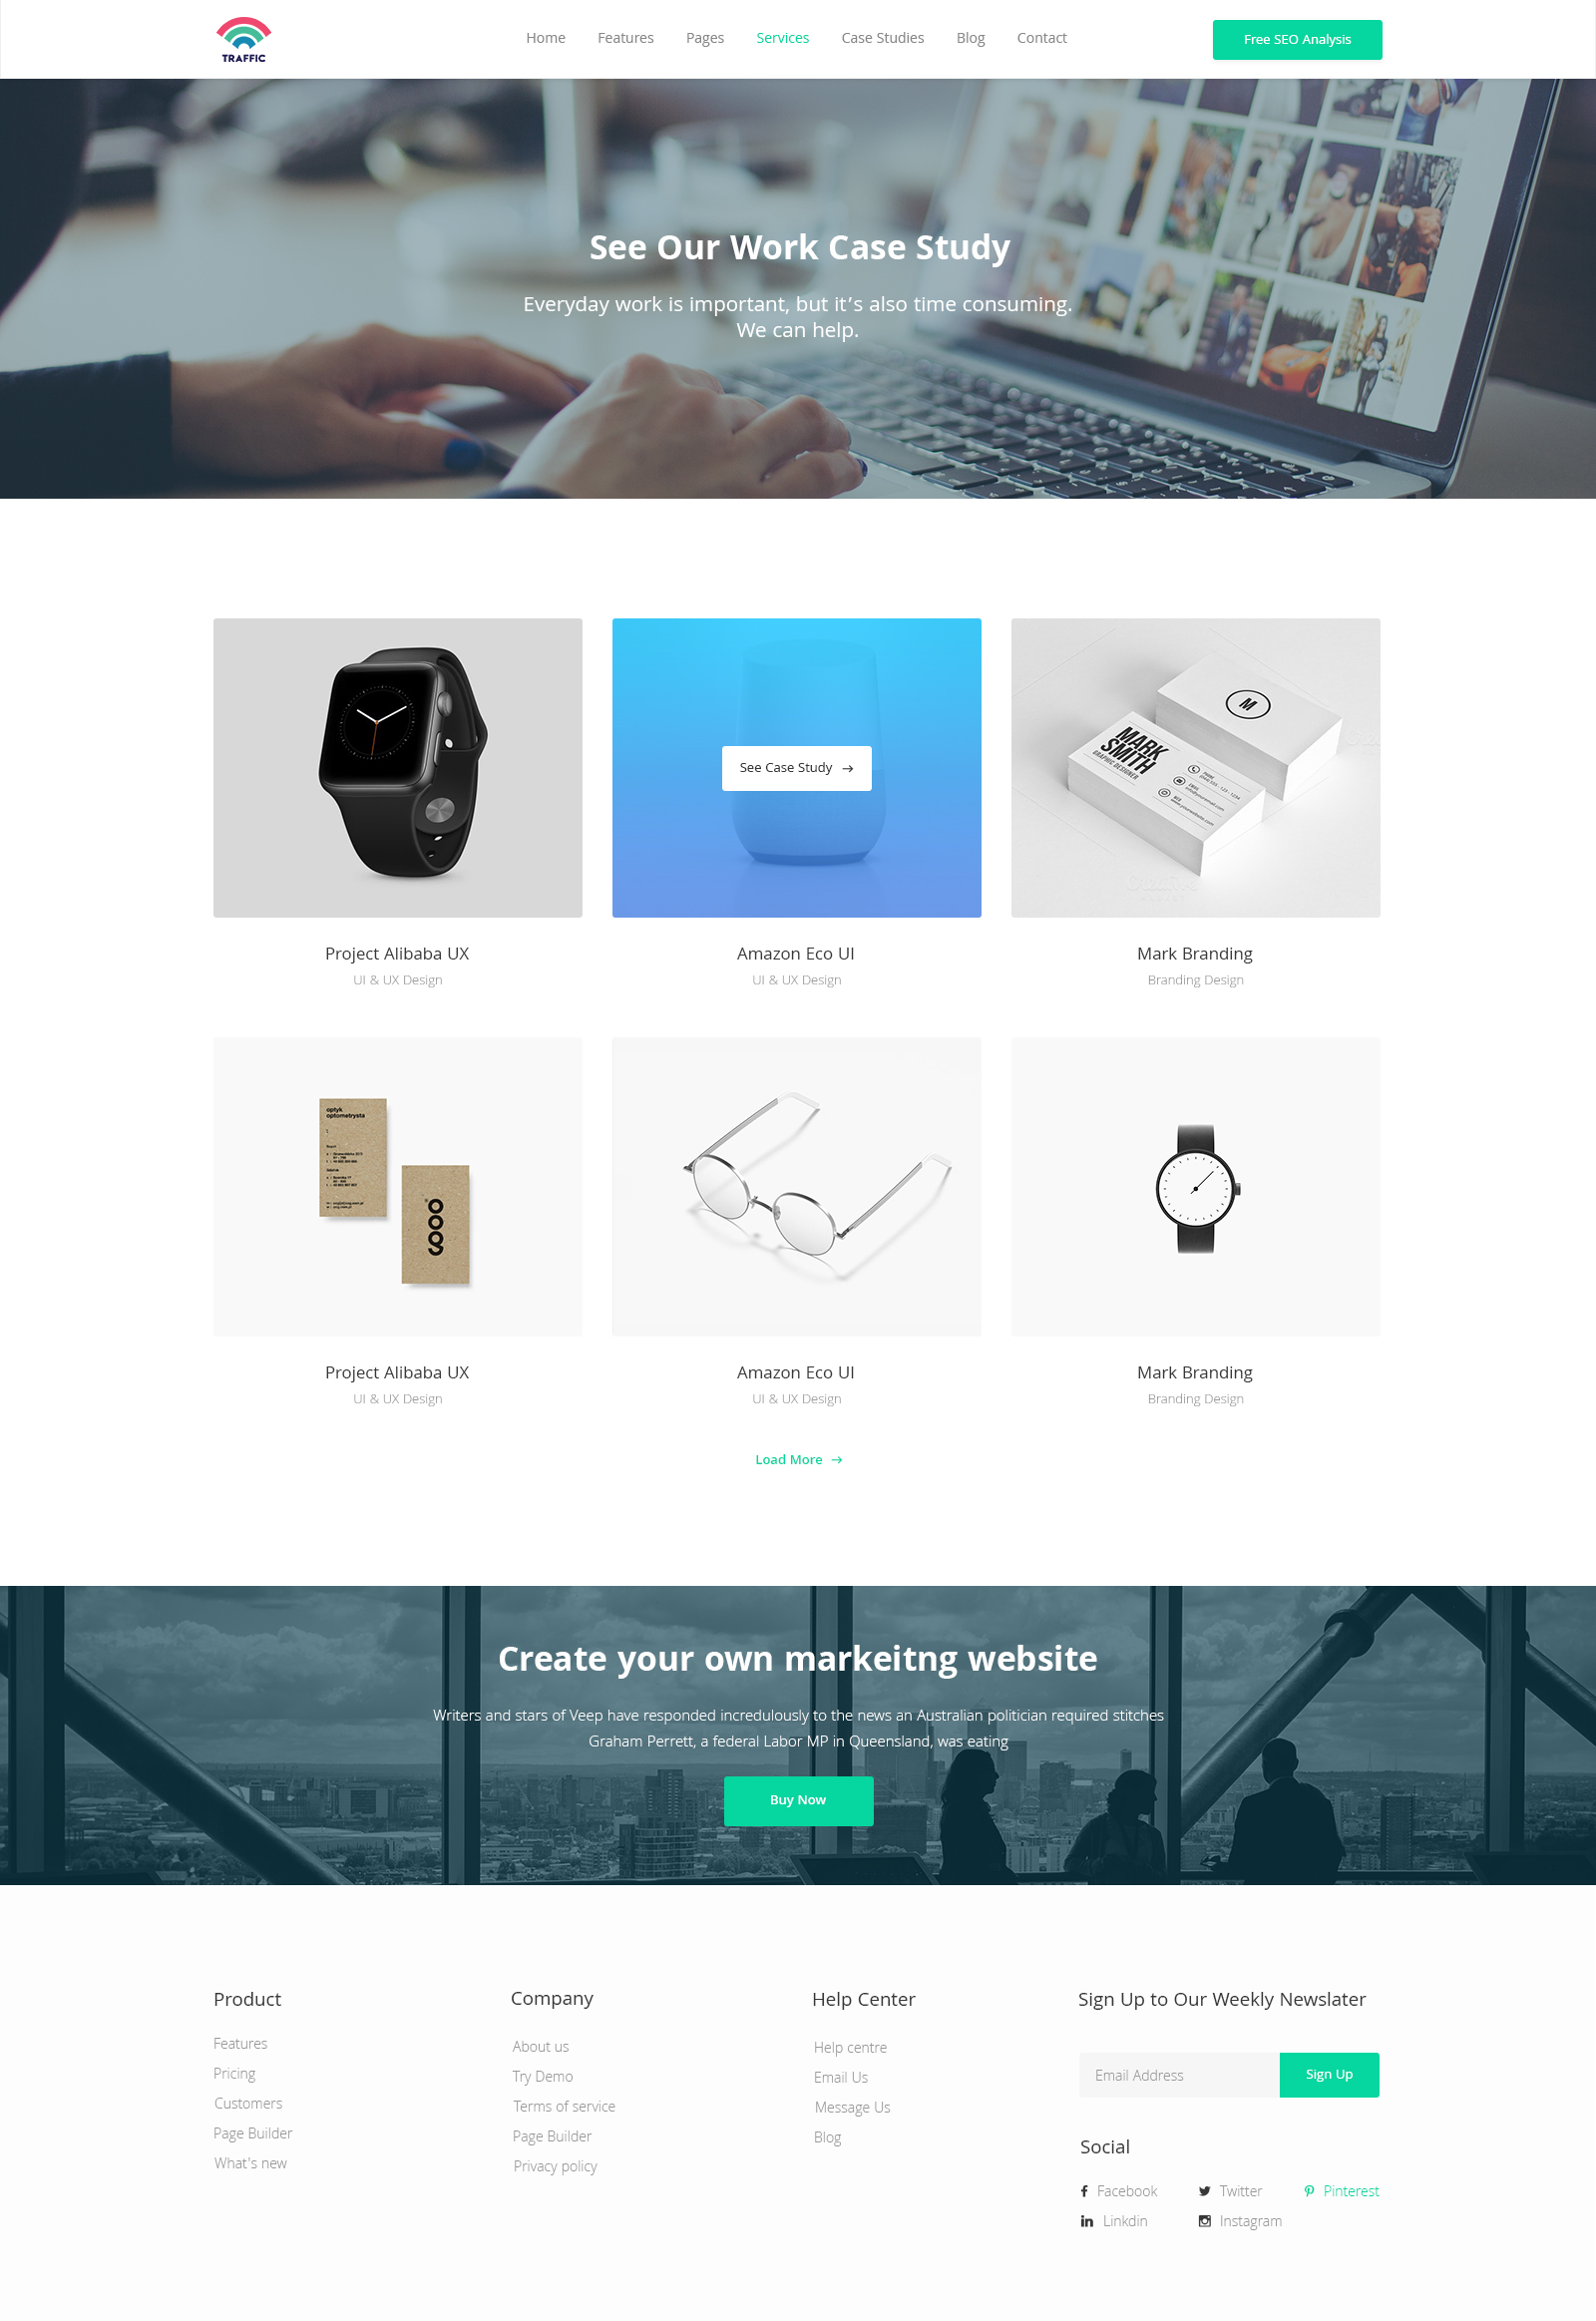 TRAFFIC
Home Features Pages Services Case Studies Blog Contact
Free SEO Analysis
See Our Work Case Study
Everyday work is important, but it’s also time consuming.
We can help.
See Case Study
M
MARK
SMITH
GRAPHIC DESIGNER
Project Alibaba UX
UI & UX Design
Amazon Eco UI
UI & UX Design
Mark Branding
Branding Design
optyk
optometrysta
Project Alibaba UX
UI & UX Design
Amazon Eco UI
UI & UX Design
Mark Branding
Branding Design
Load More
Create your own markeitng website
Writers and stars of Veep have responded incredulously to the news an Australian politician required stitches
Graham Perrett, a federal Labor MP in Queensland, was eating
Buy Now
Product
Features
Pricing
Customers
Page Builder
What's new
Company
About us
Try Demo
Terms of service
Page Builder
Privacy policy
Help Center
Help centre
Email Us
Message Us
Blog
Sign Up to Our Weekly Newslater
Email Address
Sign Up
Social
Facebook Twitter Pinterest
Linkdin Instagram